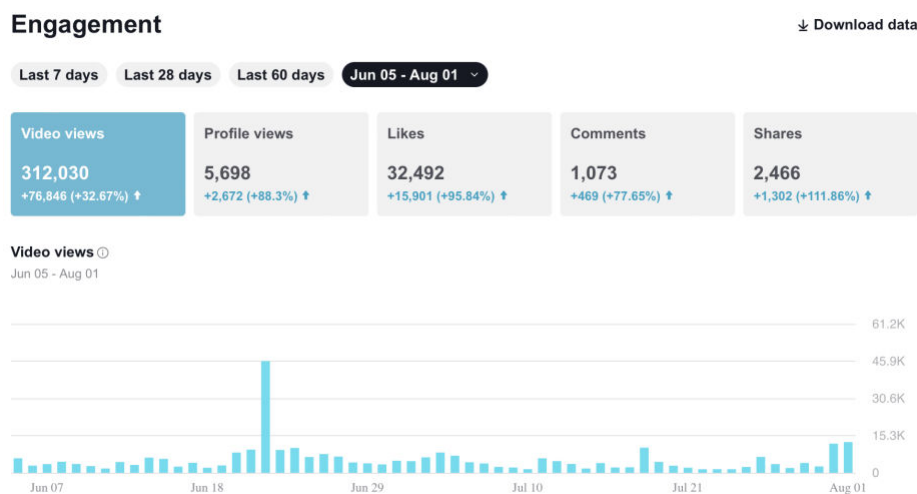 Engagement
Download data
Last 7 days Last 28 days Last 60 days Jun 05 - Aug 01
Video views Profile views Likes Comments Shares
312,030 5,698 32,492 1,073 2,466
+76,846 (+32.67%) +2,672 (+88.3%) +15,901 (+95.84%) +469 (+77.65%) +1,302 (+111.86%)
Video views
Jun 05 - Aug 01
61.2K
45.9K
30.6K
15.3K
0
Jun 07 Jun 18 Jun 29 Jul 10 Jul 21 Aug 01